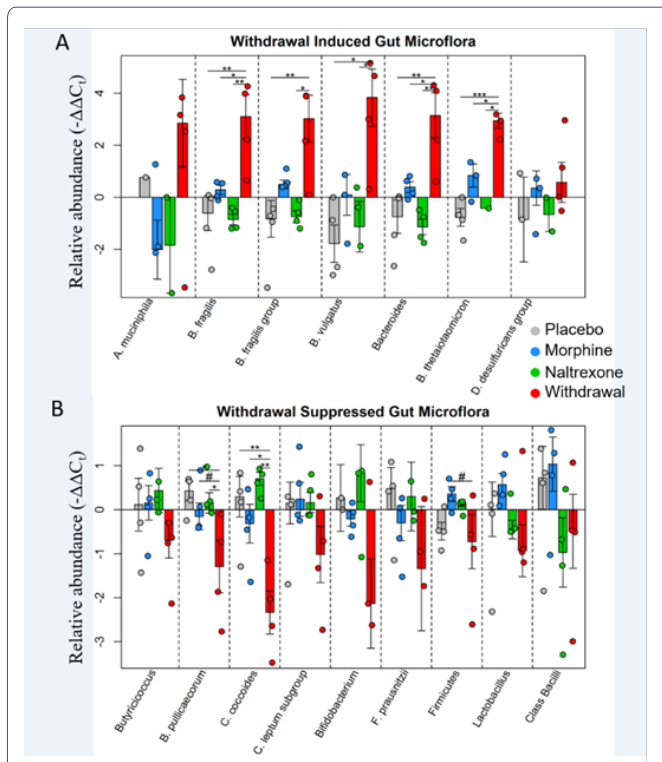 A
Withdrawal Induced Gut Microflora
Relative abundance (-ΔΔCt)
4
2
0
-2
** * **
** *
* *
** * **
*** * *
A. muciniphila
B. fragilis
B. fragilis group
B. vulgatus
Bacteroides
B. thetaiotaomicron
D. desulfuricans group
Placebo
Morphine
Naltrexone
Withdrawal
B
Withdrawal Suppressed Gut Microflora
Relative abundance (-ΔΔCt)
1
0
-1
-2
-3
# *
** * **
#
Butyricicoccus
B. pullicaecorum
C. coccoides
C. leptum subgroup
Bifidobacterium
F. prausnitzii
Firmicutes
Lactobacillus
Class Bacilli